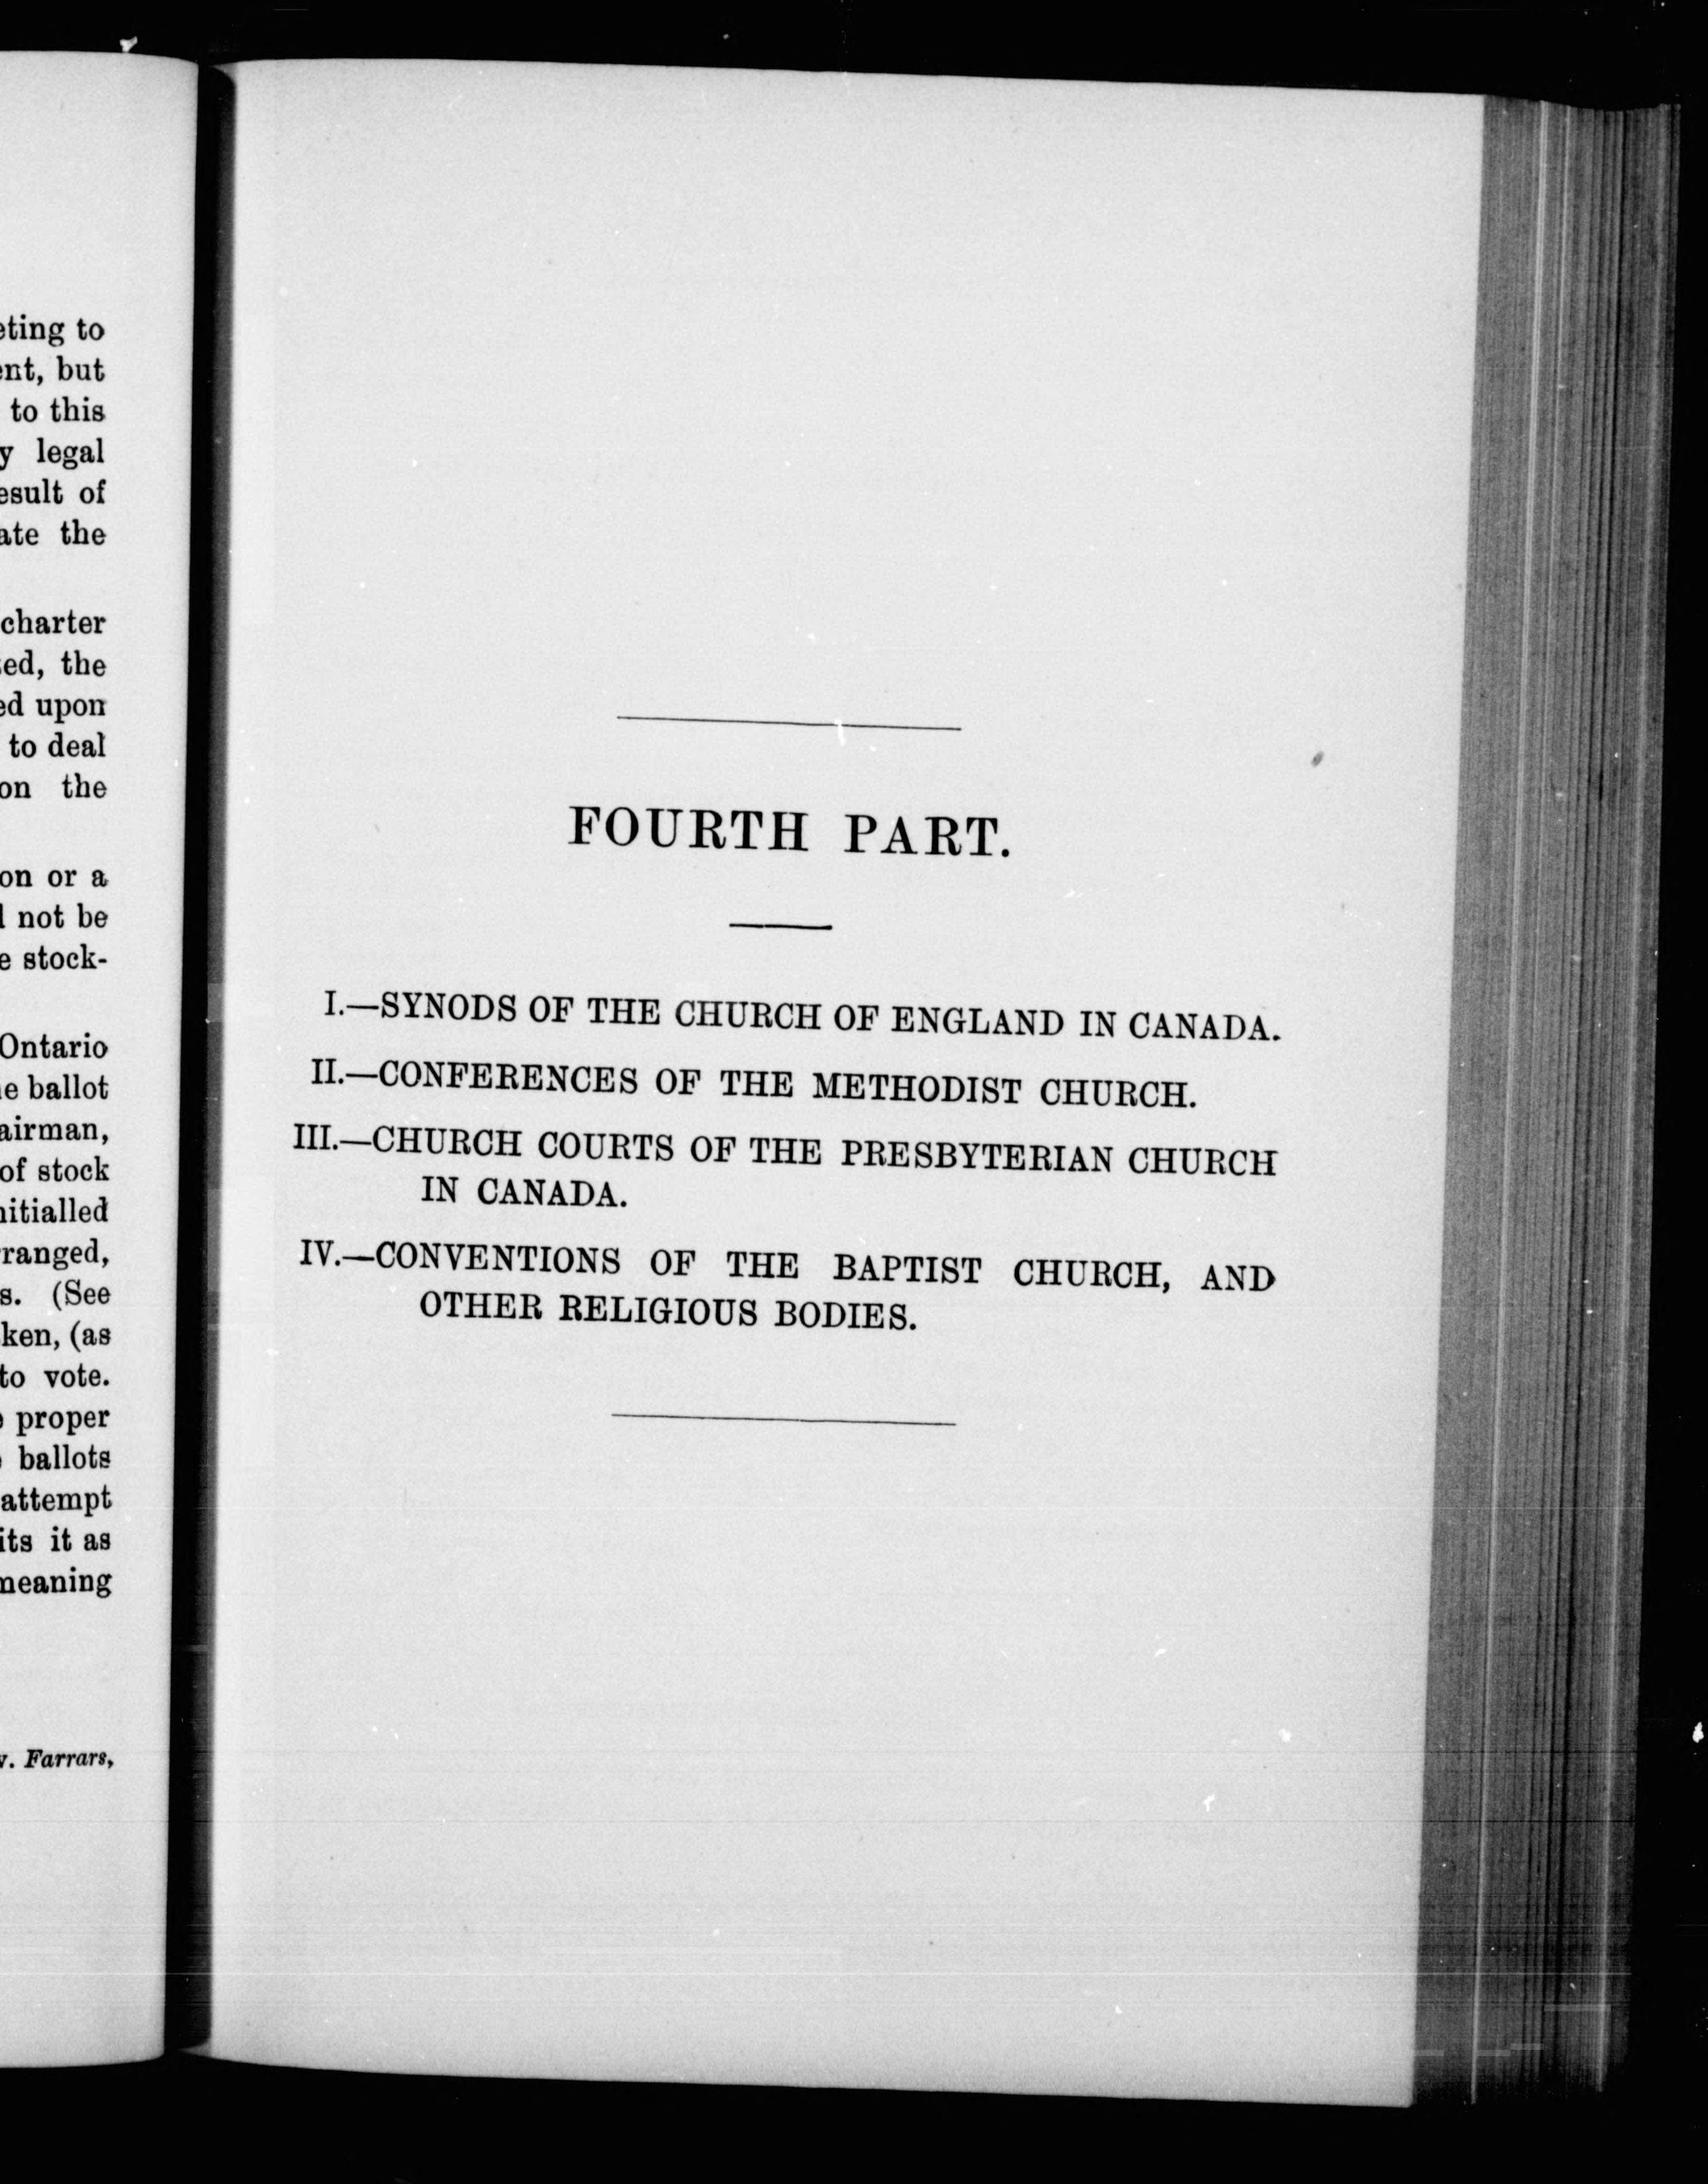 eting to
ent, but
to this
y legal
esult of
ate the
charter
ed, the
ed upon
to deal
on the
on or a
l not be
e stock-
Ontario
e ballot
airman,
of stock
nitialled
ranged,
s. (See
ken, (as
to vote.
proper
ballots
attempt
its it as
meaning
v. Farrars,
FOURTH PART.
I.—SYNODS OF THE CHURCH OF ENGLAND IN CANADA.
II.—CONFERENCES OF THE METHODIST CHURCH.
III.—CHURCH COURTS OF THE PRESBYTERIAN CHURCH
IN CANADA.
IV.—CONVENTIONS OF THE BAPTIST CHURCH, AND
OTHER RELIGIOUS BODIES.